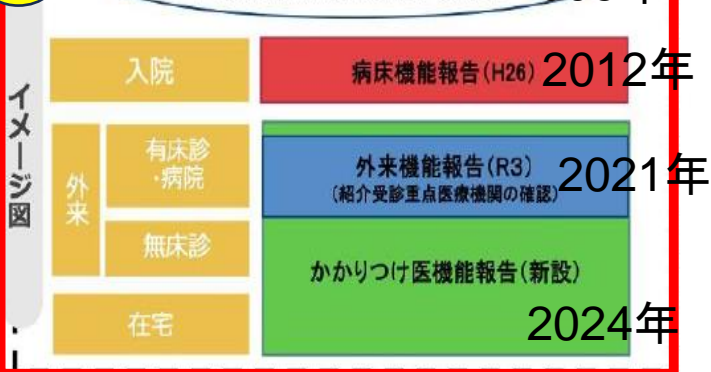 イメージ図
入院
病床機能報告(H26) 2012年
外来
有床診
・病院
外来機能報告(R3)
(紹介受診重点医療機関の確認)
2021年
無床診
かかりつけ医機能報告(新設)
在宅
2024年